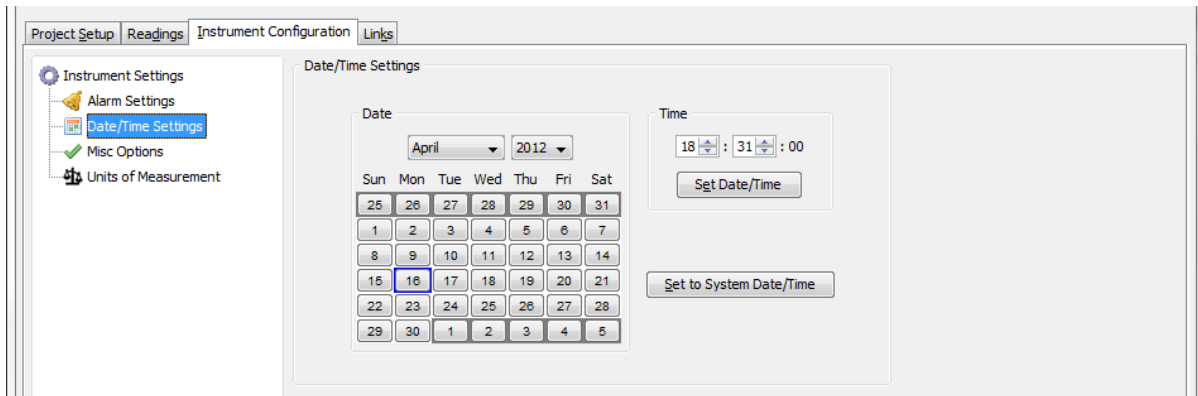 Project Setup Readings Instrument Configuration Links
Instrument Settings
Alarm Settings
Date/Time Settings
Misc Options
Units of Measurement
Date/Time Settings
Date
April 2012
Sun Mon Tue Wed Thu Fri Sat
25 26 27 28 29 30 31
1 2 3 4 5 6 7
8 9 10 11 12 13 14
15 16 17 18 19 20 21
22 23 24 25 26 27 28
29 30 1 2 3 4 5
Time
18 : 31 : 00
Set Date/Time
Set to System Date/Time